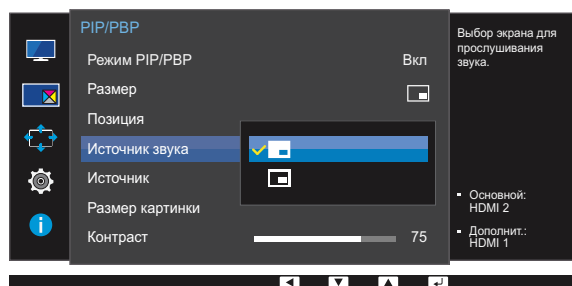 PIP/PBP
Режим PIP/PBP Вкл
Размер
Позиция
Источник звука
Источник
Размер картинки
Контраст 75
Выбор экрана для
прослушивания
звука.
Основной:
HDMI 2
Дополнит.:
HDMI 1